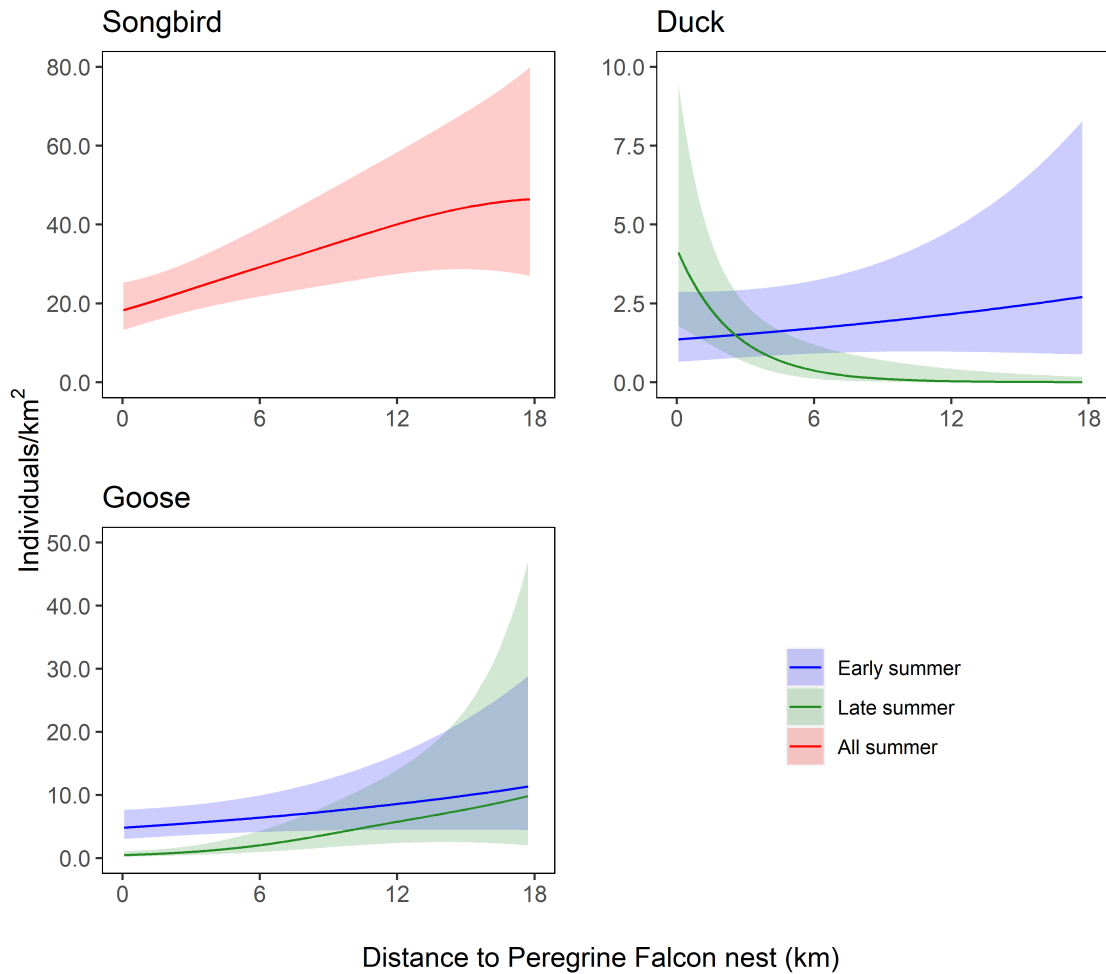 Songbird
80.0
60.0
40.0
20.0
0.0
0 6 12 18
Duck
10.0
7.5
5.0
2.5
0.0
0 6 12 18
Individuals/km²
Goose
50.0
40.0
30.0
20.0
10.0
0.0
0 6 12 18
Early summer
Late summer
All summer
Distance to Peregrine Falcon nest (km)